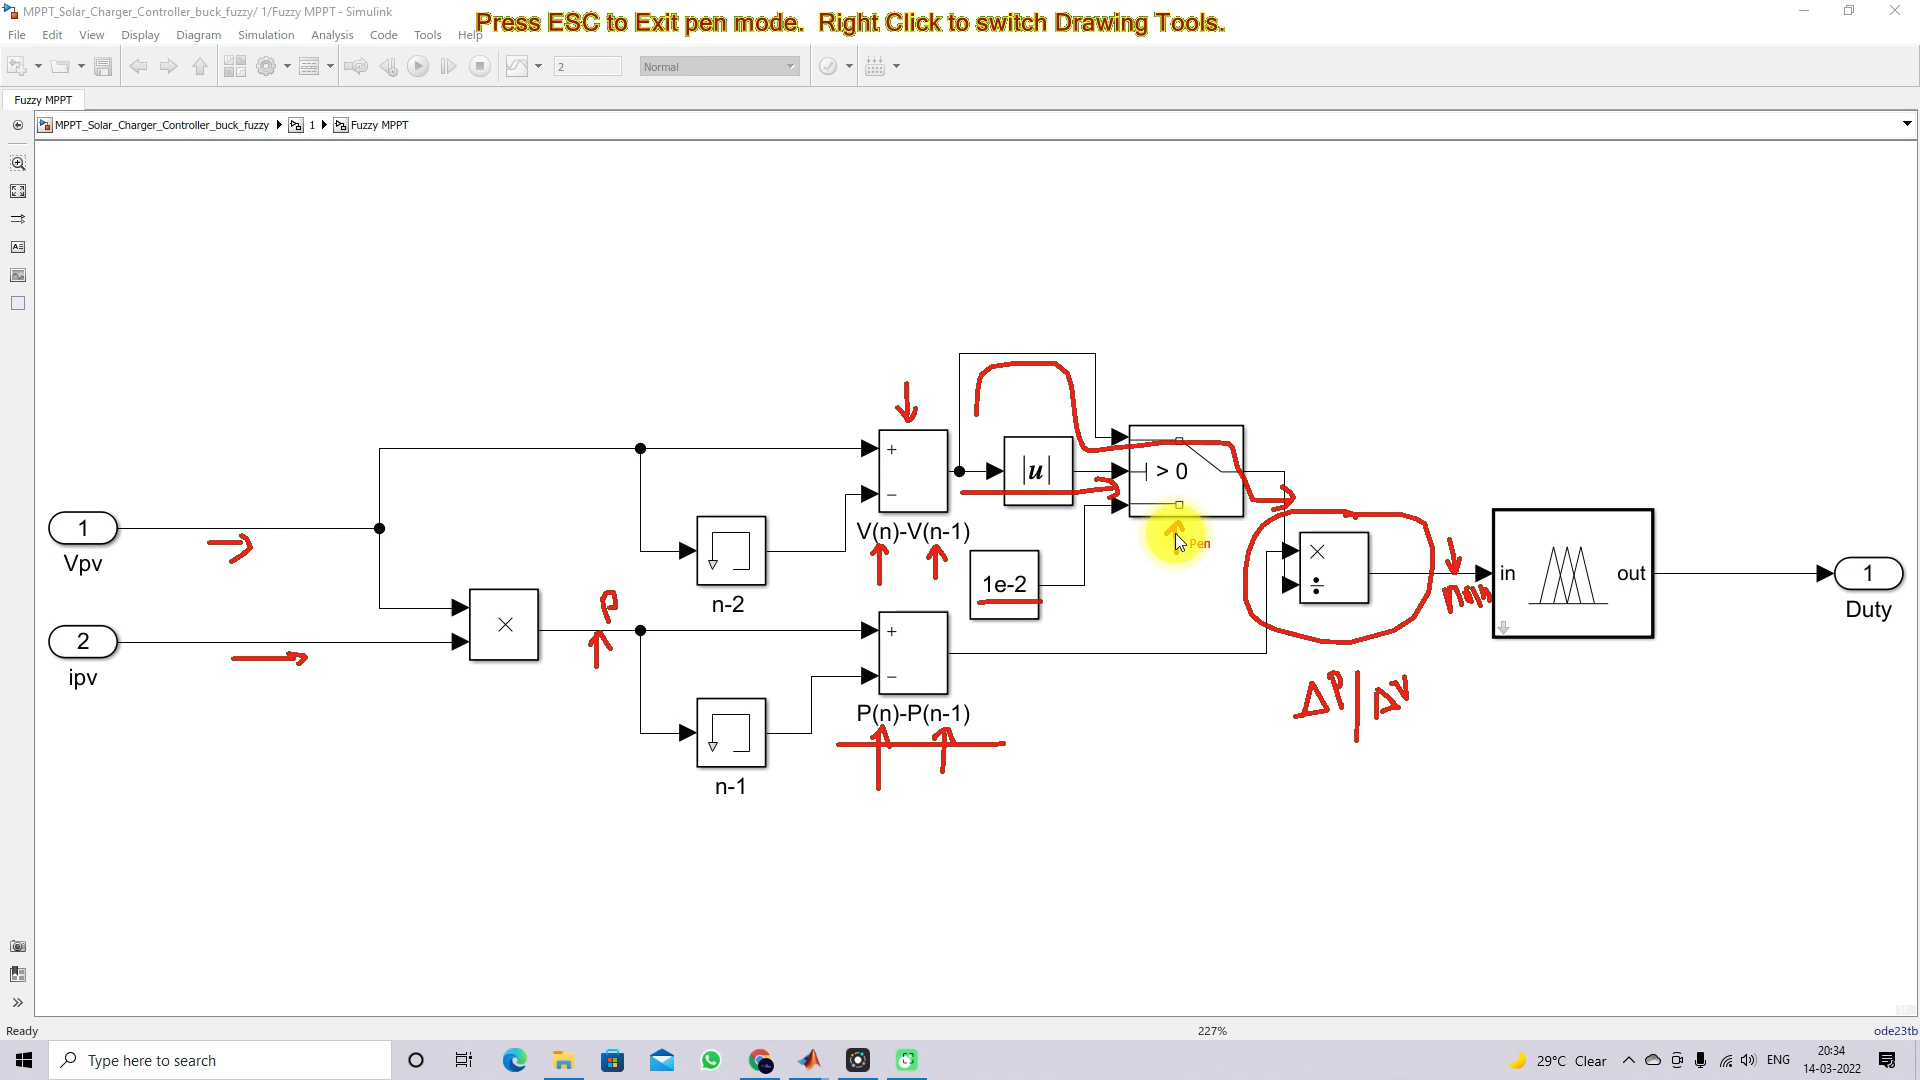 MPPT_Solar_Charger_Controller_buck_fuzzy/ 1/Fuzzy MPPT - Simulink
Press ESC to Exit pen mode. Right Click to switch Drawing Tools.
File Edit View Display Diagram Simulation Analysis Code Tools Help
2
Normal
Fuzzy MPPT
MPPT_Solar_Charger_Controller_buck_fuzzy 1 Fuzzy MPPT
+
−
|u|
> 0
V(n)-V(n-1)
Pen
1
Vpv
n-2
1e-2
×
÷
in
out
1
Duty
P
×
+
−
2
ipv
P(n)-P(n-1)
ΔP/ΔV
n-1
Ready
227%
ode23tb
Type here to search
29°C Clear
ENG
20:34
14-03-2022